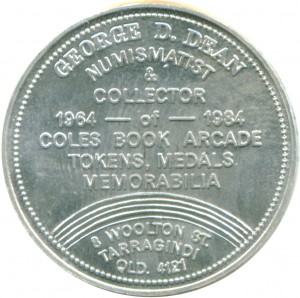 GEORGE D. DEAN
NUMISMATIST
&
COLLECTOR
1964 — of — 1984
COLES BOOK ARCADE
TOKENS, MEDALS,
MEMORABILIA
8 WOOLTON ST.
TARRAGINDI
QLD. 4121